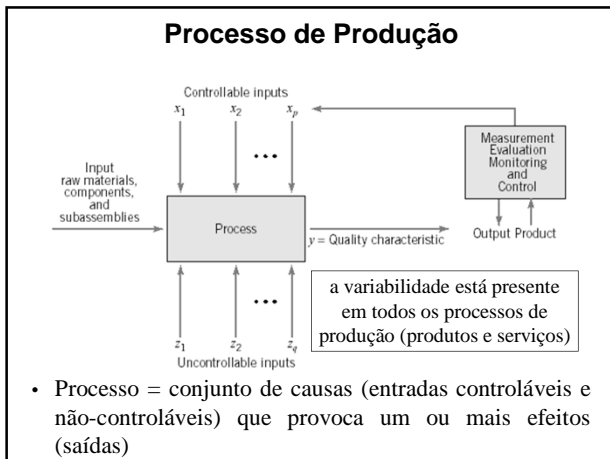 Processo de Produção
Controllable inputs
x1 x2 xp
...
Measurement
Evaluation
Monitoring
and
Control
Input
raw materials,
components,
and
subassemblies
Process
y = Quality characteristic
Output Product
...
z1 z2 zq
Uncontrollable inputs
a variabilidade está presente
em todos os processos de
produção (produtos e serviços)
• Processo = conjunto de causas (entradas controláveis e
não-controláveis) que provoca um ou mais efeitos
(saídas)